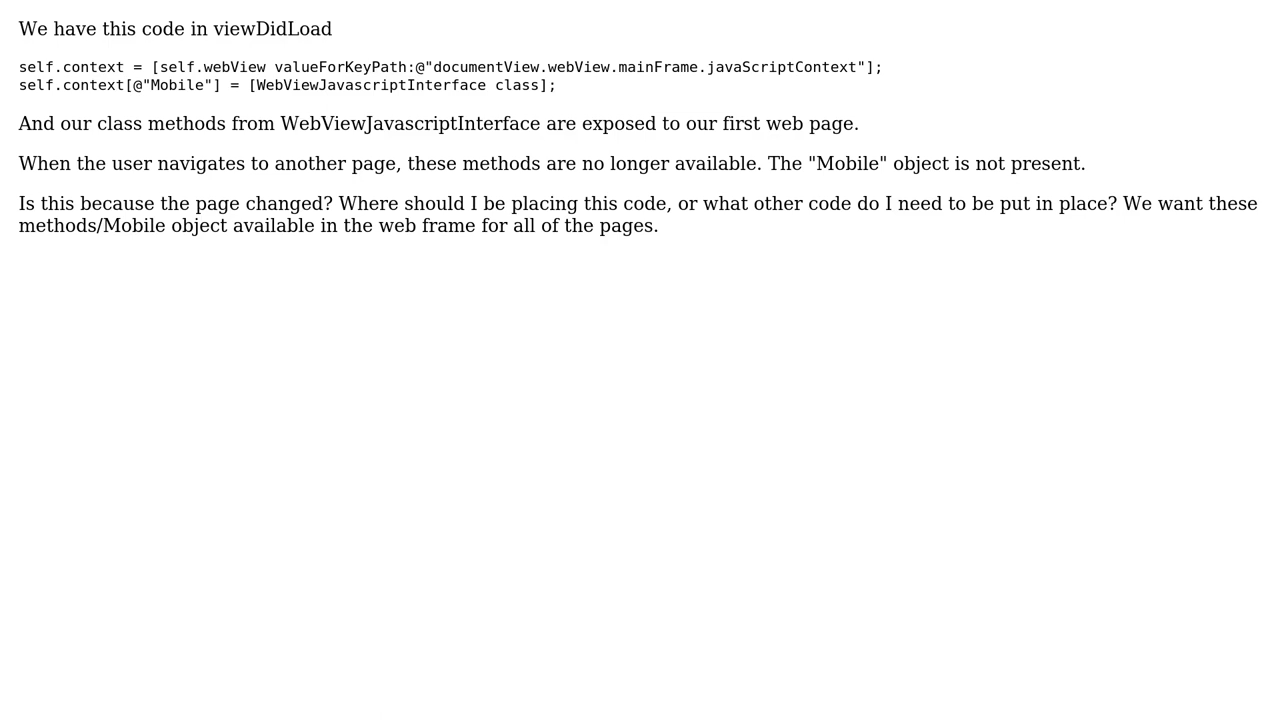 We have this code in viewDidLoad
self.context = [self.webView valueForKeyPath:@"documentView.webView.mainFrame.javaScriptContext"];
self.context[@"Mobile"] = [WebViewJavascriptInterface class];
And our class methods from WebViewJavascriptInterface are exposed to our first web page.
When the user navigates to another page, these methods are no longer available. The "Mobile" object is not present.
Is this because the page changed? Where should I be placing this code, or what other code do I need to be put in place? We want these
methods/Mobile object available in the web frame for all of the pages.